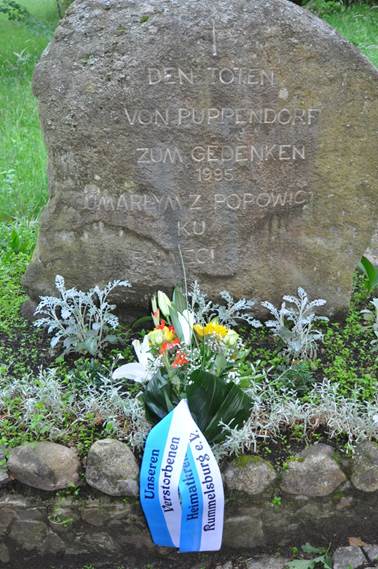 DEN TOTEN
VON PUPPENDORF
ZUM GEDENKEN
1995
UMARŁYM Z POPOWIC
KU
Unseren
Verstorbenen
Heimatkreis
Rummelsburg e.V.